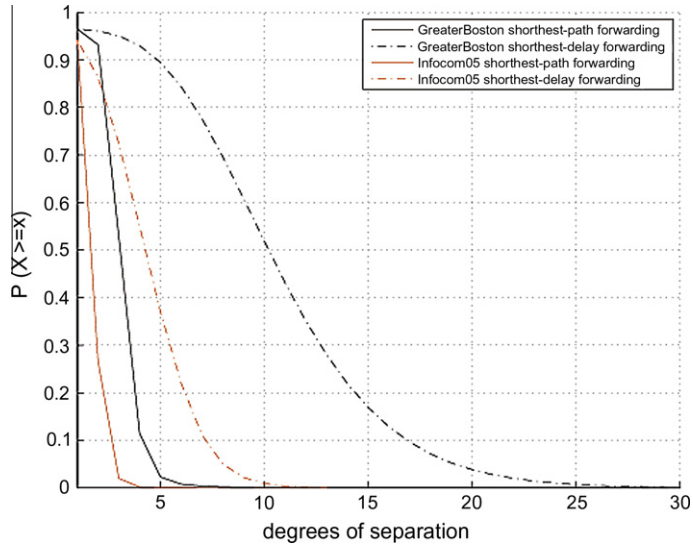 GreaterBoston shorthest-path forwarding
GreaterBoston shorthest-delay forwarding
Infocom05 shorthest-path forwarding
Infocom05 shorthest-delay forwarding
P (X >=x)
1
0.9
0.8
0.7
0.6
0.5
0.4
0.3
0.2
0.1
0
5
10
15
20
25
30
degrees of separation